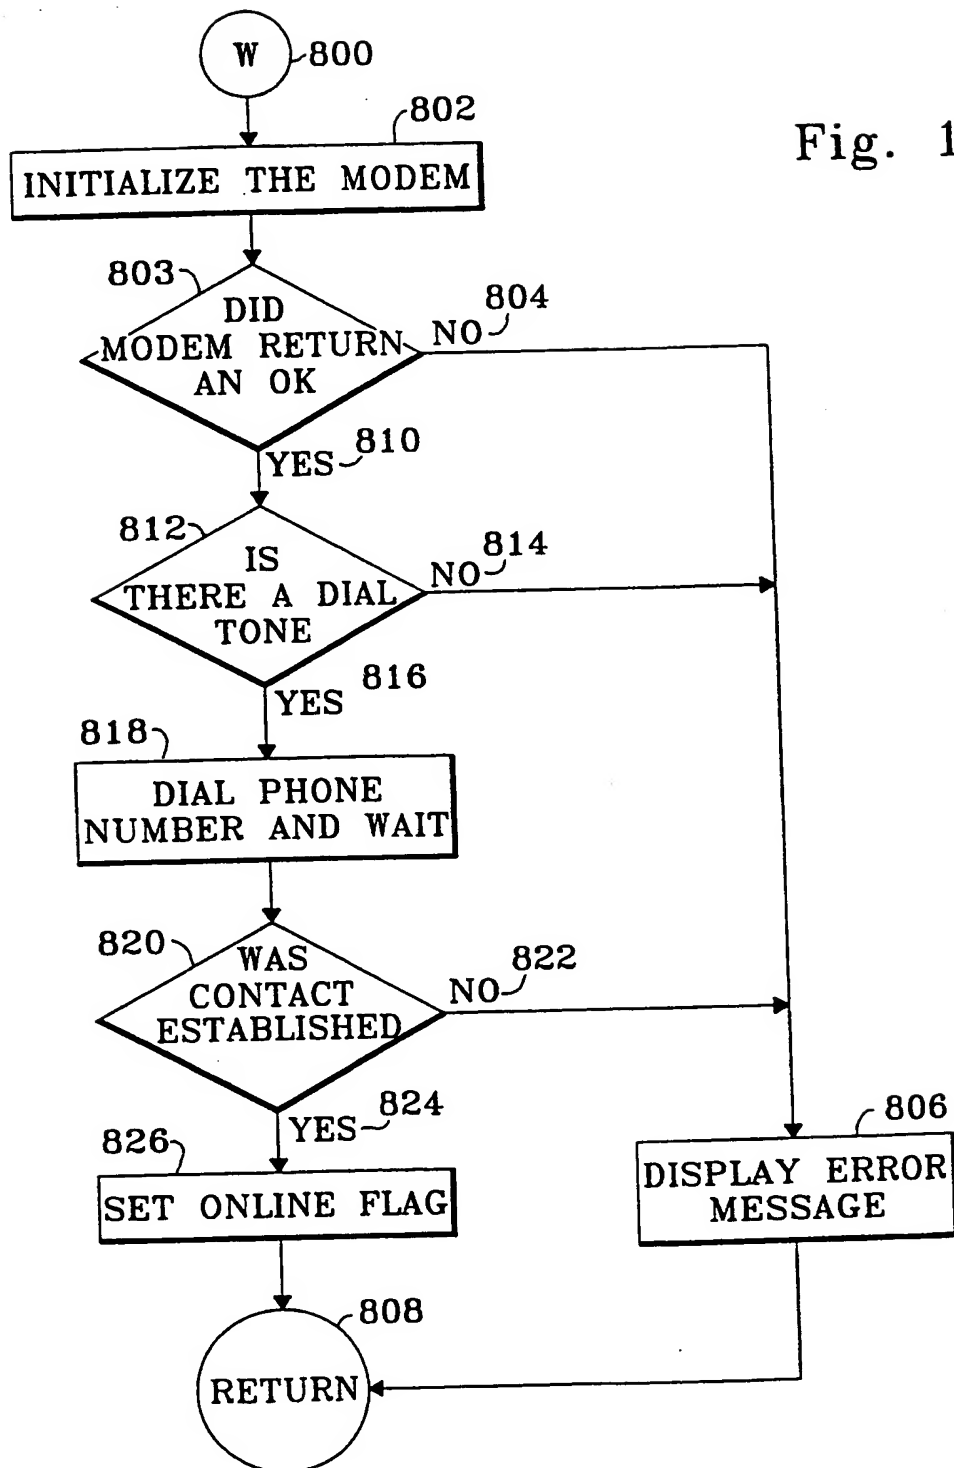 W 800
802
Fig. 1
INITIALIZE THE MODEM
803
DID
MODEM RETURN
AN OK
NO 804
YES 810
812
IS
THERE A DIAL
TONE
NO 814
YES 816
818
DIAL PHONE
NUMBER AND WAIT
820
WAS
CONTACT
ESTABLISHED
NO 822
YES 824
826
SET ONLINE FLAG
806
DISPLAY ERROR
MESSAGE
808
RETURN